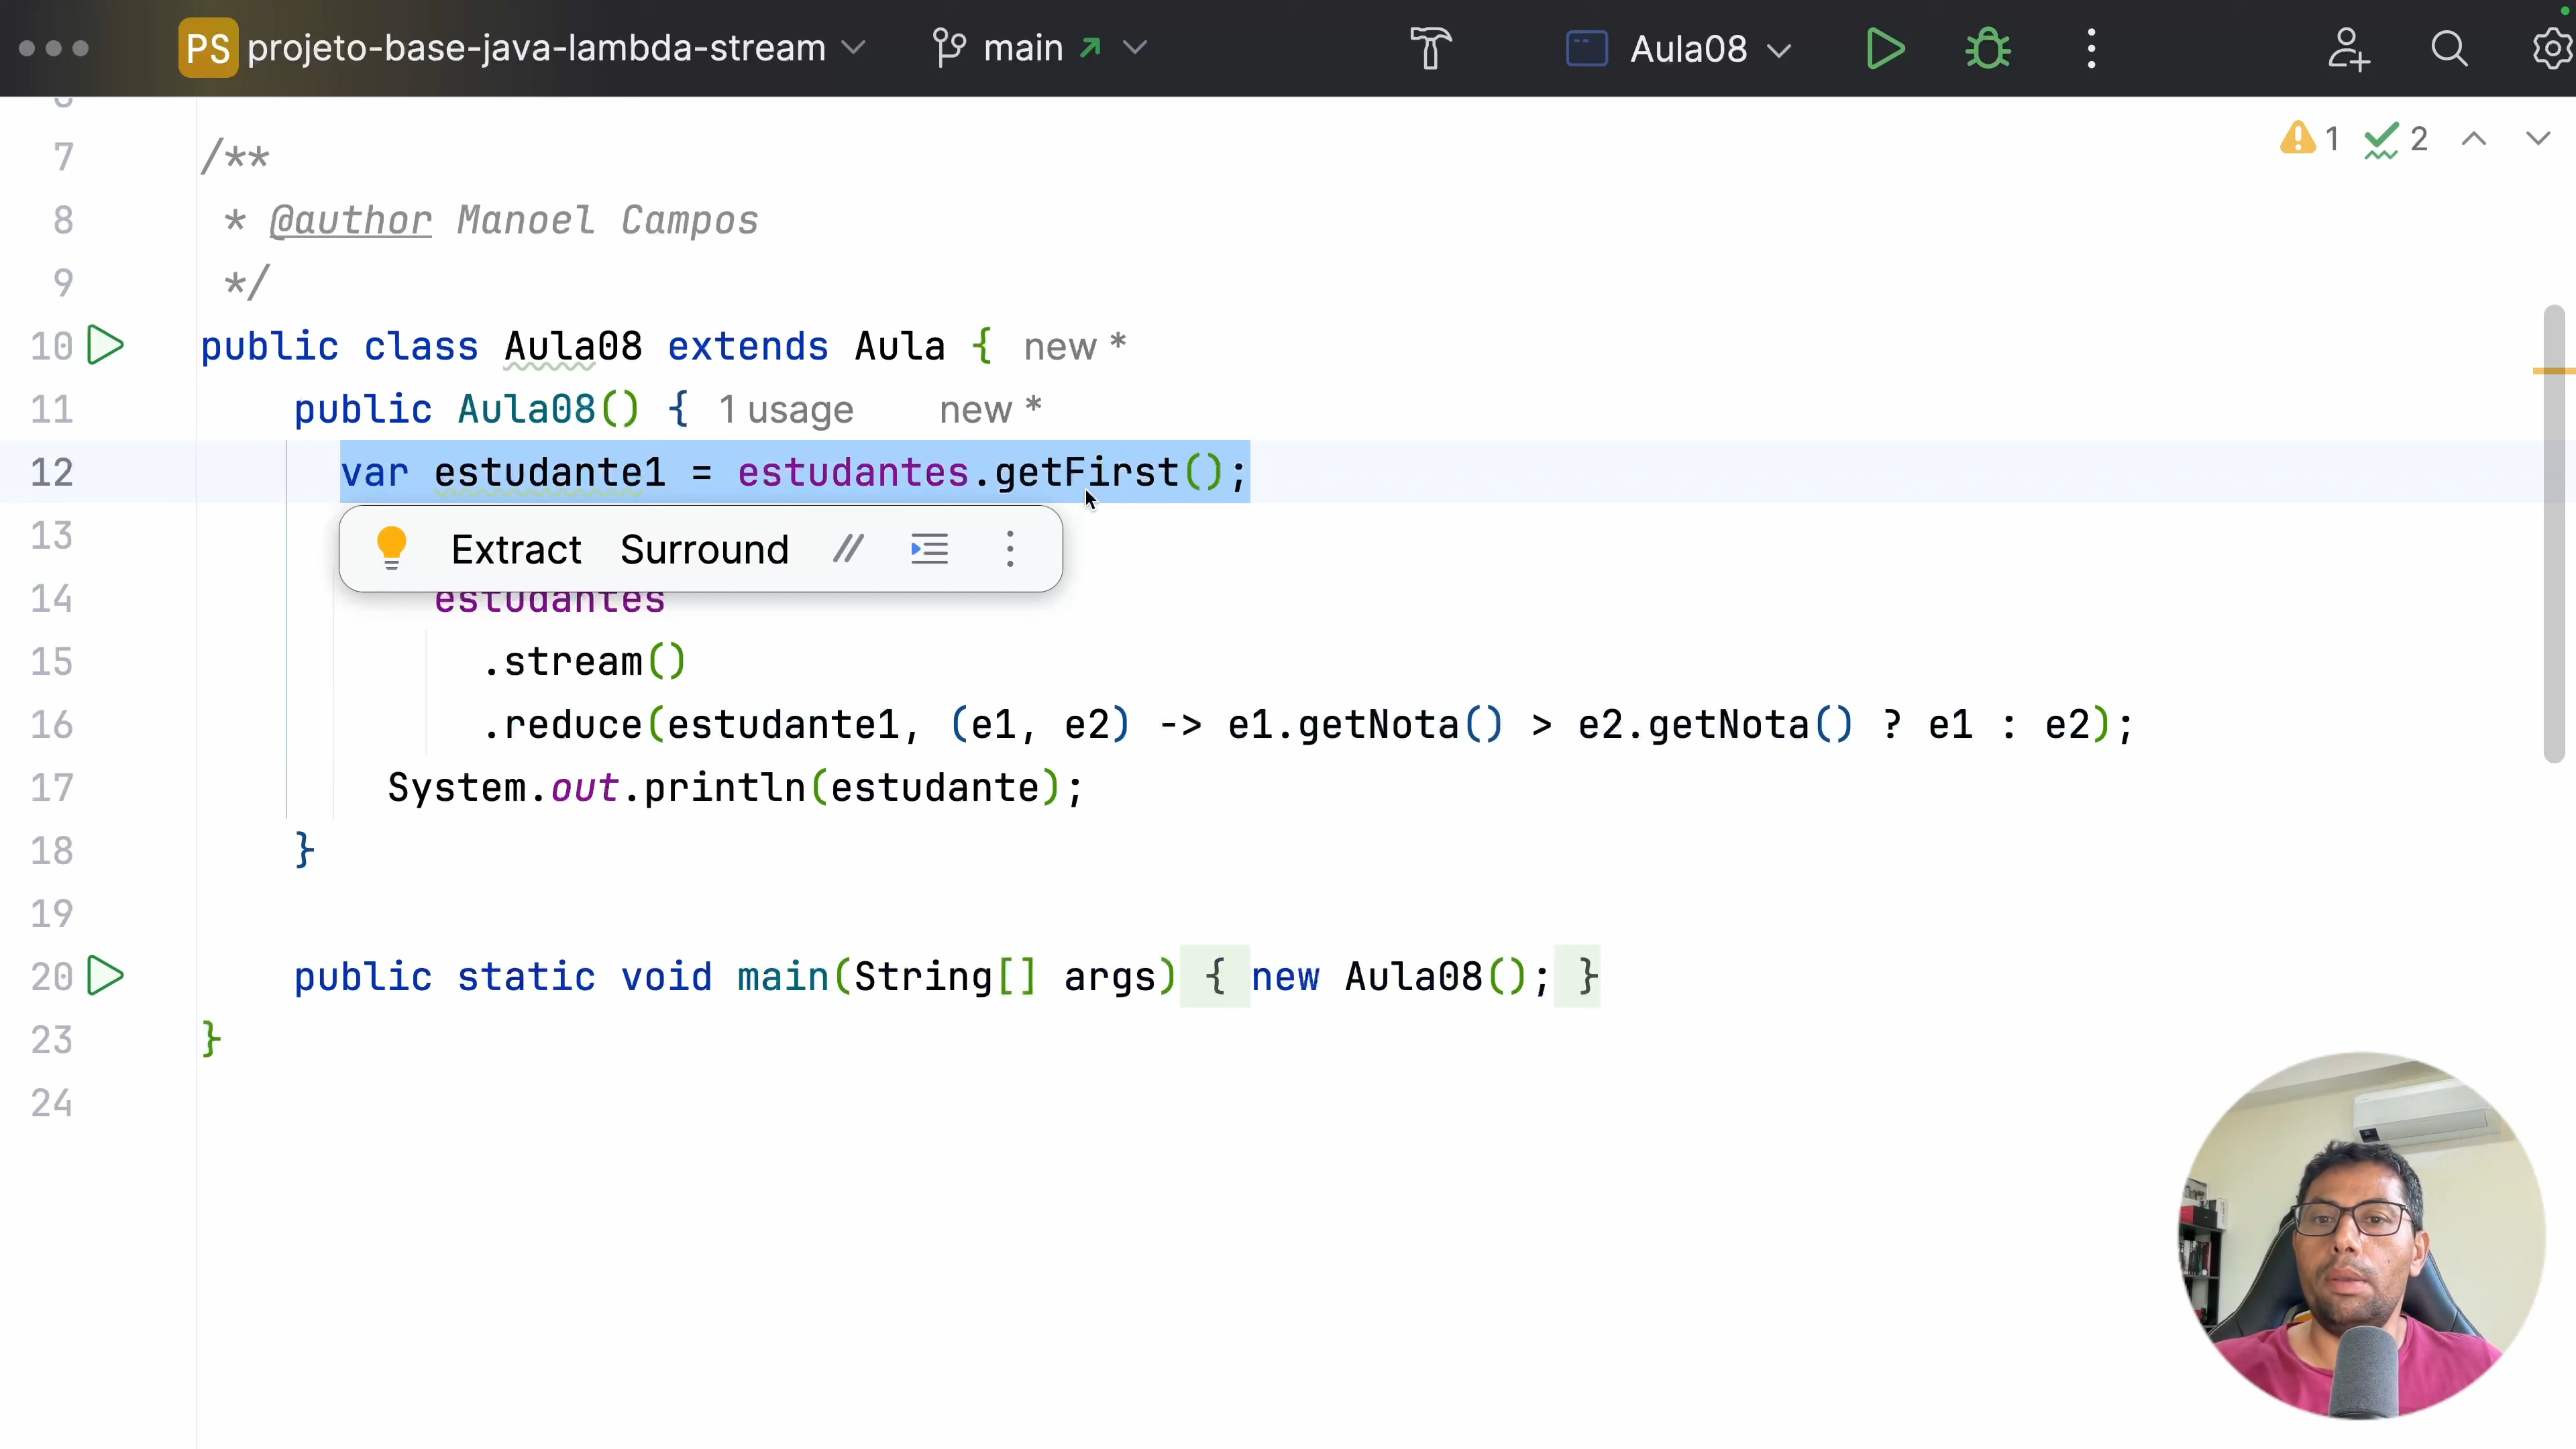 PS projeto-base-java-lambda-stream main Aula08
1 2
7 /**
8 * @author Manoel Campos
9 */
10 public class Aula08 extends Aula { new *
11 public Aula08() { 1 usage new *
12 var estudante1 = estudantes.getFirst();
13 Extract Surround //
14 estudantes
15 .stream()
16 .reduce(estudante1, (e1, e2) -> e1.getNota() > e2.getNota() ? e1 : e2);
17 System.out.println(estudante);
18 }
19
20 public static void main(String[] args) { new Aula08(); }
23 }
24